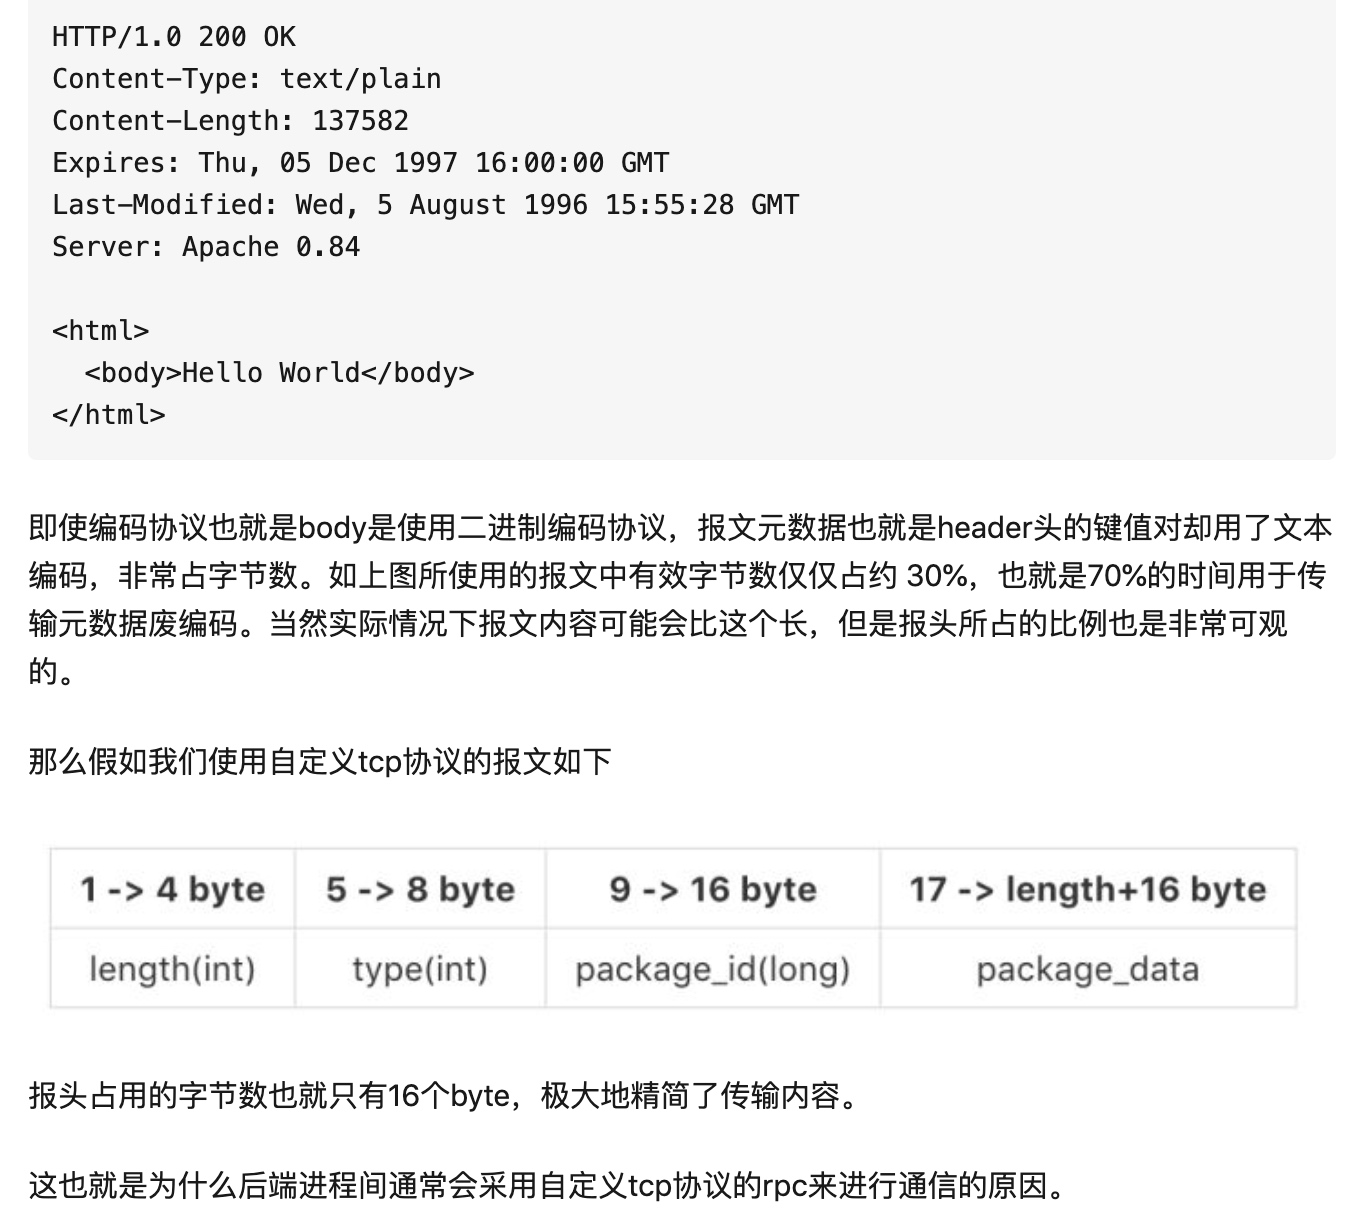 HTTP/1.0 200 OK
Content-Type: text/plain
Content-Length: 137582
Expires: Thu, 05 Dec 1997 16:00:00 GMT
Last-Modified: Wed, 5 August 1996 15:55:28 GMT
Server: Apache 0.84
<html>
  <body>Hello World</body>
</html>
即使编码协议也就是body是使用二进制编码协议，报文元数据也就是header头的键值对却用了文本
编码，非常占字节数。如上图所使用的报文中有效字节数仅仅占约 30%，也就是70%的时间用于传
输元数据废编码。当然实际情况下报文内容可能会比这个长，但是报头所占的比例也是非常可观
的。
那么假如我们使用自定义tcp协议的报文如下
1 -> 4 byte 5 -> 8 byte 9 -> 16 byte 17 -> length+16 byte
length(int) type(int) package_id(long) package_data
报头占用的字节数也就只有16个byte，极大地精简了传输内容。
这也就是为什么后端进程间通常会采用自定义tcp协议的rpc来进行通信的原因。